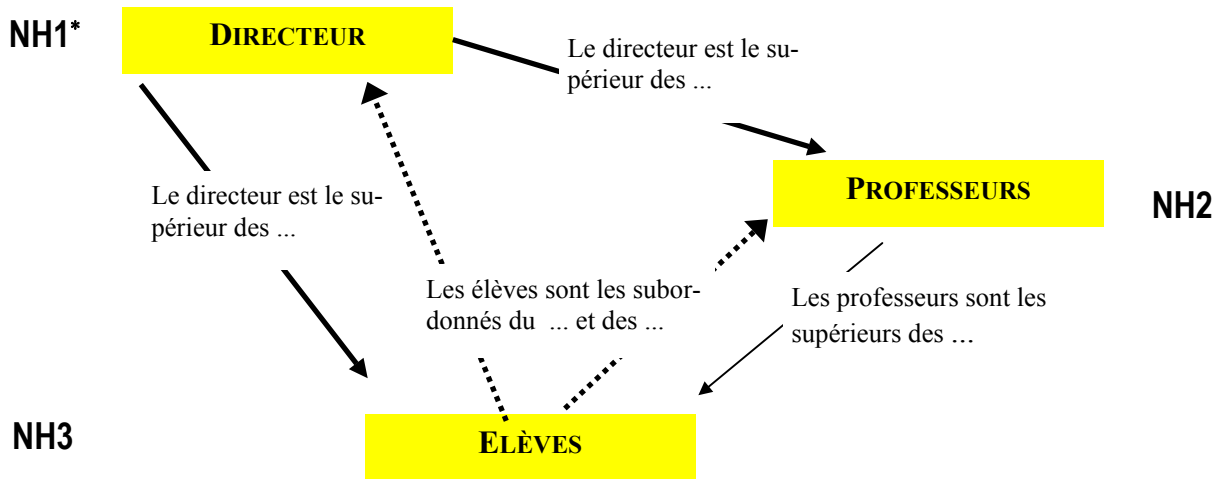 NH1*
DIRECTEUR
Le directeur est le su-
périeur des ...
PROFESSEURS
NH2
Le directeur est le su-
périeur des ...
Les élèves sont les subor-
donnés du ... et des ...
Les professeurs sont les
supérieurs des ...
NH3
ELÈVES